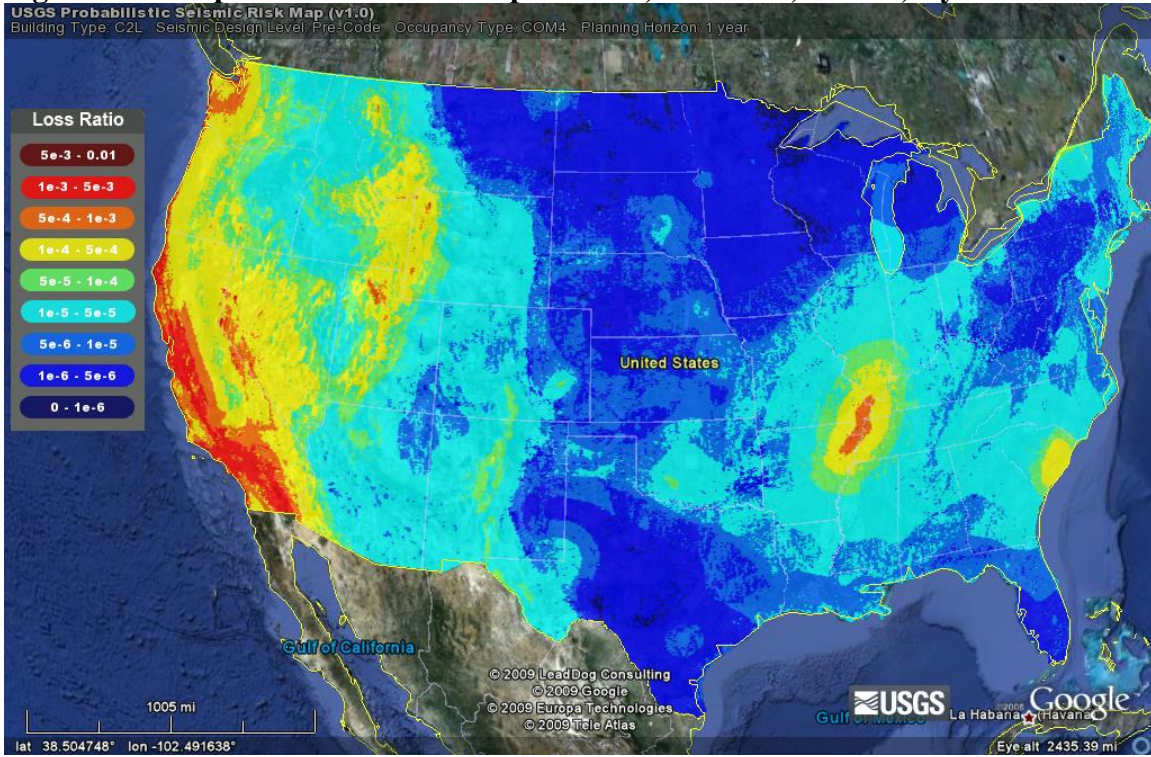 USGS Probabilistic Seismic Risk Map (v1.0)
Building Type: C2L Seismic Design Level: Pre-Code Occupancy Type: COM4 Planning Horizon: 1 year
Loss Ratio
5e-3 - 0.01
1e-3 - 5e-3
5e-4 - 1e-3
1e-4 - 5e-4
5e-5 - 1e-4
1e-5 - 5e-5
5e-6 - 1e-5
1e-6 - 5e-6
0 - 1e-6
United States
Gulf of California
© 2009 LeadDog Consulting
© 2009 Google
© 2009 Europa Technologies
© 2009 Tele Atlas
1005 mi
USGS
Google
Gulf of Mexico
La Habana (Havana)
lat 38.504748° lon -102.491638°
Eye alt 2435.39 mi